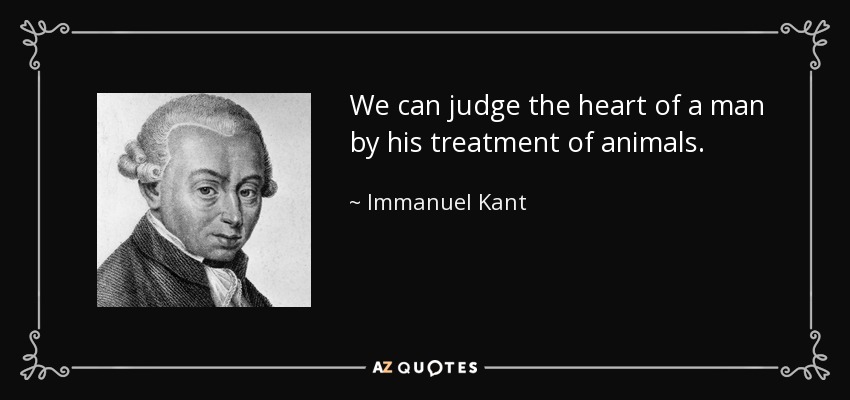 We can judge the heart of a man
by his treatment of animals.
~ Immanuel Kant
AZ QUOTES